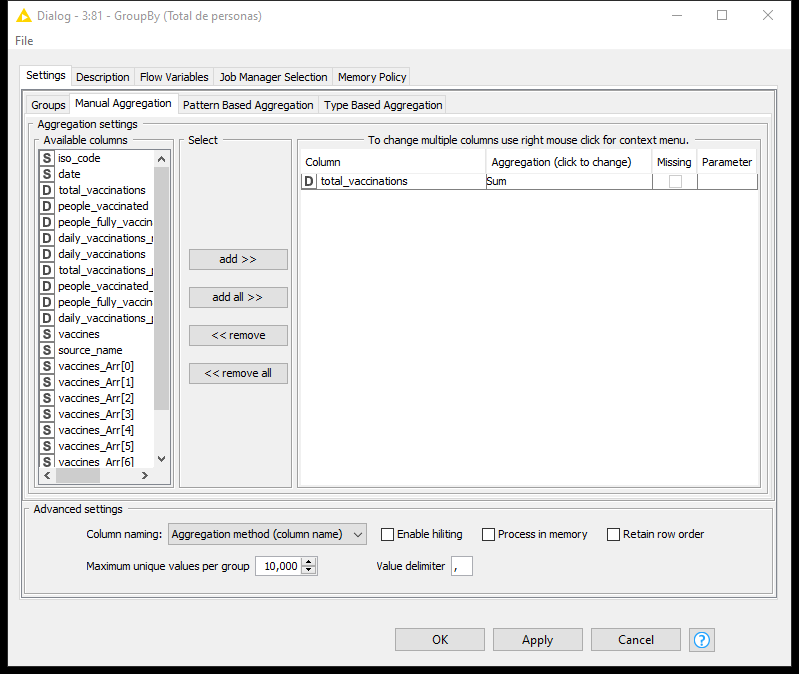 Dialog - 3:81 - GroupBy (Total de personas)
File
Settings Description Flow Variables Job Manager Selection Memory Policy
Groups Manual Aggregation Pattern Based Aggregation Type Based Aggregation
Aggregation settings
Available columns
S iso_code
S date
D total_vaccinations
D people_vaccinated
D people_fully_vaccin
D daily_vaccinations_
D daily_vaccinations
D total_vaccinations_
D people_vaccinated_
D people_fully_vaccin
D daily_vaccinations_
S vaccines
S source_name
S vaccines_Arr[0]
S vaccines_Arr[1]
S vaccines_Arr[2]
S vaccines_Arr[3]
S vaccines_Arr[4]
S vaccines_Arr[5]
S vaccines_Arr[6]
Select
add >>
add all >>
<< remove
<< remove all
To change multiple columns use right mouse click for context menu.
Column Aggregation (click to change) Missing Parameter
D total_vaccinations Sum
Advanced settings
Column naming: Aggregation method (column name) Enable hiliting Process in memory Retain row order
Maximum unique values per group 10,000 Value delimiter ,
OK Apply Cancel ?